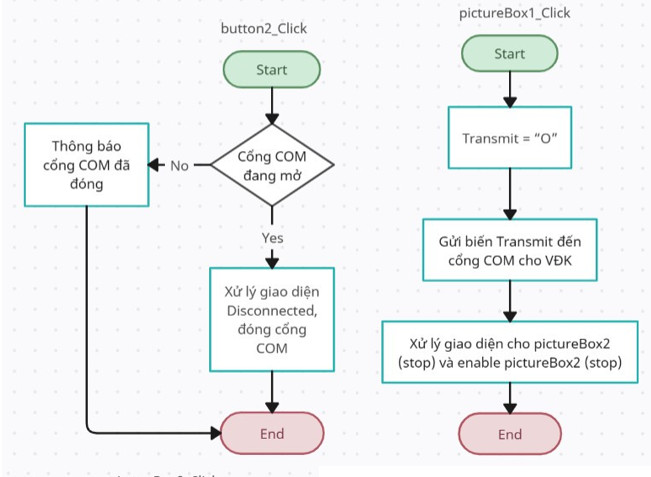 button2_Click
Start
Cổng COM
đang mở
No
Thông báo
cổng COM đã
đóng
Yes
Xử lý giao diện
Disconnected,
đóng cổng
COM
End
pictureBox1_Click
Start
Transmit = “O”
Gửi biến Transmit đến
cổng COM cho VĐK
Xử lý giao diện cho pictureBox2
(stop) và enable pictureBox2 (stop)
End